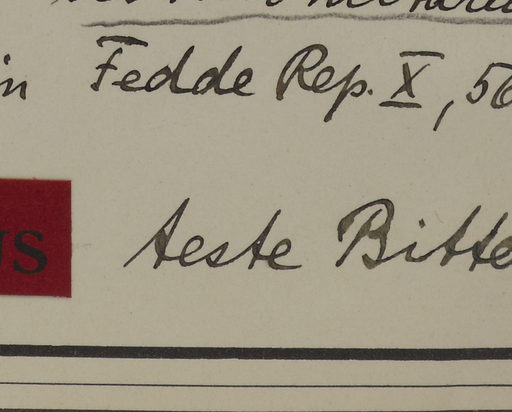 in Fedde Rep. X, 56
US teste Bitte